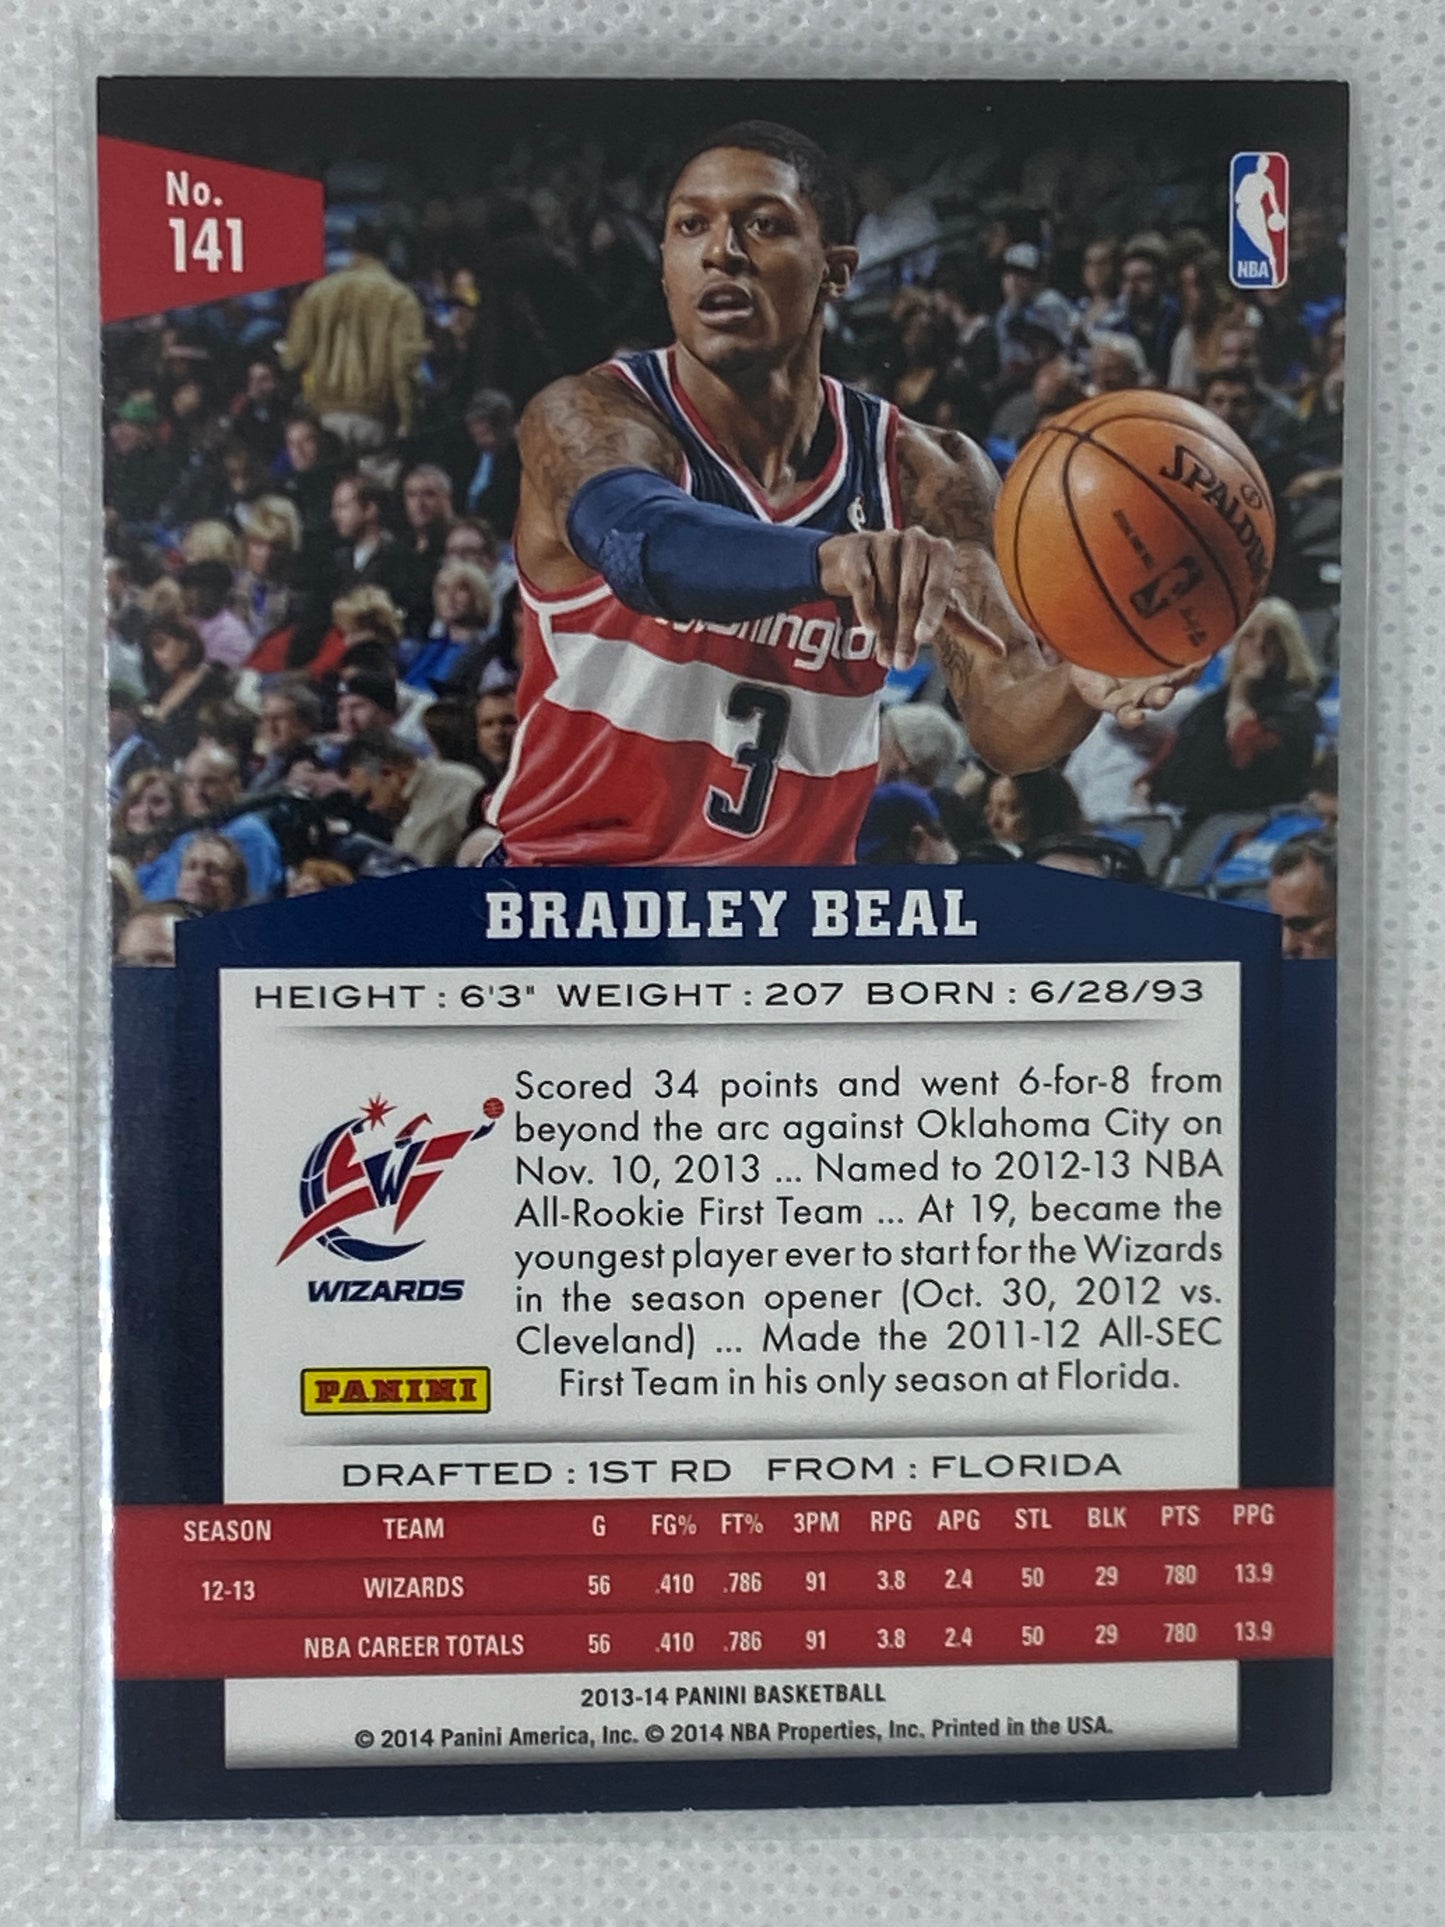 No.
141
NBA
SPALDING
Washington
3
BRADLEY BEAL
HEIGHT : 6'3" WEIGHT : 207 BORN : 6/28/93
Scored 34 points and went 6-for-8 from
beyond the arc against Oklahoma City on
Nov. 10, 2013 ... Named to 2012-13 NBA
All-Rookie First Team ... At 19, became the
youngest player ever to start for the Wizards
in the season opener (Oct. 30, 2012 vs.
Cleveland) ... Made the 2011-12 All-SEC
First Team in his only season at Florida.
W
WIZARDS
PANINI
DRAFTED : 1ST RD FROM : FLORIDA
SEASON TEAM G FG% FT% 3PM RPG APG STL BLK PTS PPG
12-13 WIZARDS 56 .410 .786 91 3.8 2.4 50 29 780 13.9
NBA CAREER TOTALS 56 .410 .786 91 3.8 2.4 50 29 780 13.9
2013-14 PANINI BASKETBALL
© 2014 Panini America, Inc. © 2014 NBA Properties, Inc. Printed in the USA.